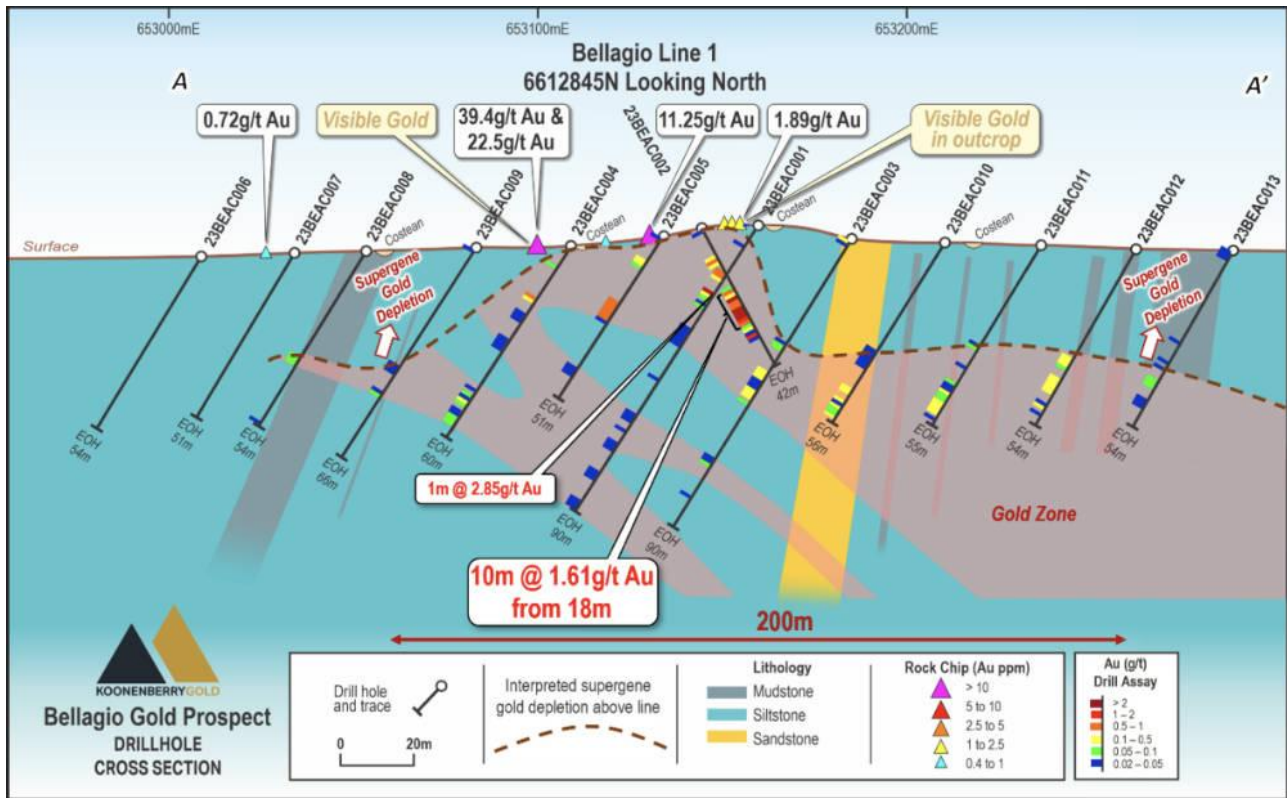 653000mE
653100mE
653200mE
Bellagio Line 1
6612845N Looking North
A
A'
0.72g/t Au
Visible Gold
39.4g/t Au &
22.5g/t Au
11.25g/t Au
1.89g/t Au
Visible Gold
in outcrop
23BEAC006
23BEAC007
23BEAC008
23BEAC009
23BEAC004
23BEAC002
23BEAC005
23BEAC001
23BEAC003
23BEAC010
23BEAC011
23BEAC012
23BEAC013
Surface
Costean
Costean
Costean
Costean
Supergene
Gold
Depletion
Supergene
Gold
Depletion
EOH
54m
EOH
51m
EOH
54m
EOH
66m
EOH
60m
EOH
51m
EOH
90m
EOH
90m
EOH
42m
EOH
56m
EOH
55m
EOH
54m
EOH
54m
1m @ 2.85g/t Au
10m @ 1.61g/t Au
from 18m
Gold Zone
200m
KOONENBERRYGOLD
Bellagio Gold Prospect
DRILLHOLE
CROSS SECTION
Drill hole
and trace
0
20m
Interpreted supergene
gold depletion above line
Lithology
Mudstone
Siltstone
Sandstone
Rock Chip (Au ppm)
> 10
5 to 10
2.5 to 5
1 to 2.5
0.4 to 1
Au (g/t)
Drill Assay
> 2
1 – 2
0.5 – 1
0.1 – 0.5
0.05 – 0.1
0.02 – 0.05